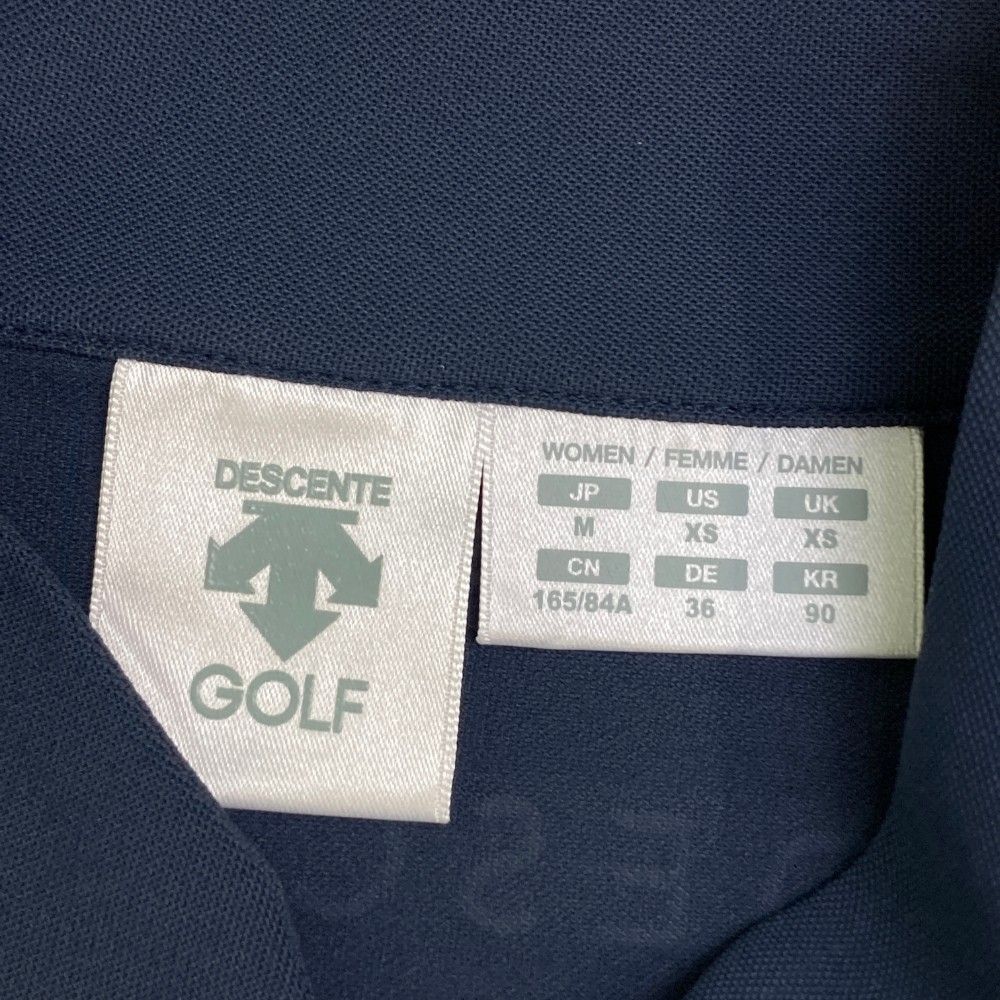 DESCENTE
GOLF
WOMEN / FEMME / DAMEN
JP US UK
M XS XS
CN DE KR
165/84A 36 90